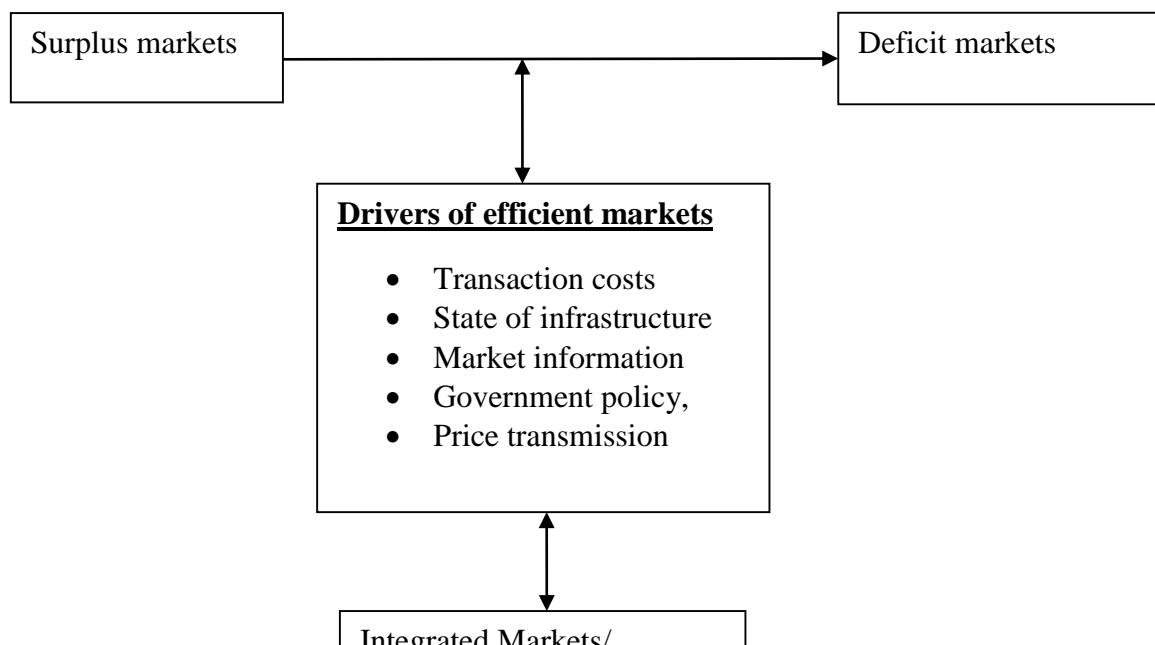 Surplus markets
Deficit markets
Drivers of efficient markets
• Transaction costs
• State of infrastructure
• Market information
• Government policy,
• Price transmission
Integrated Markets/